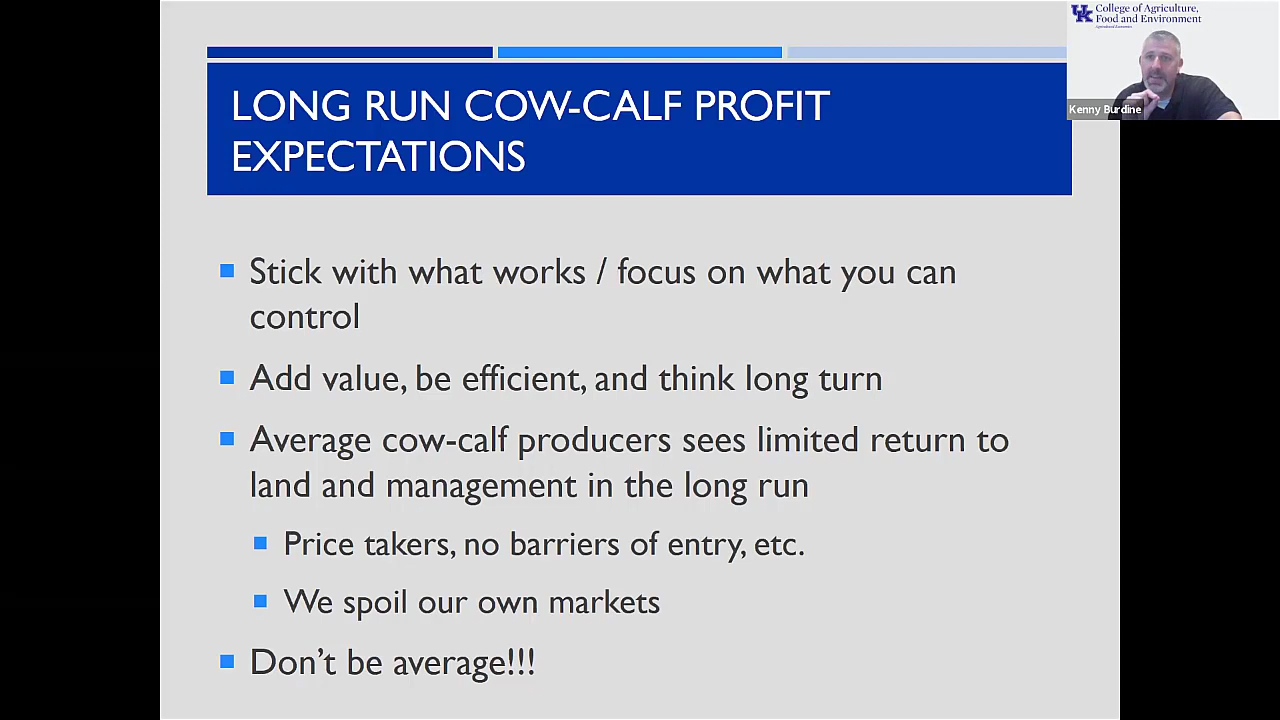 LONG RUN COW-CALF PROFIT
EXPECTATIONS
Stick with what works / focus on what you can
control
Add value, be efficient, and think long turn
Average cow-calf producers sees limited return to
land and management in the long run
Price takers, no barriers of entry, etc.
We spoil our own markets
Don't be average!!!
UK College of Agriculture,
Food and Environment
Agricultural Economics
Kenny Burdine